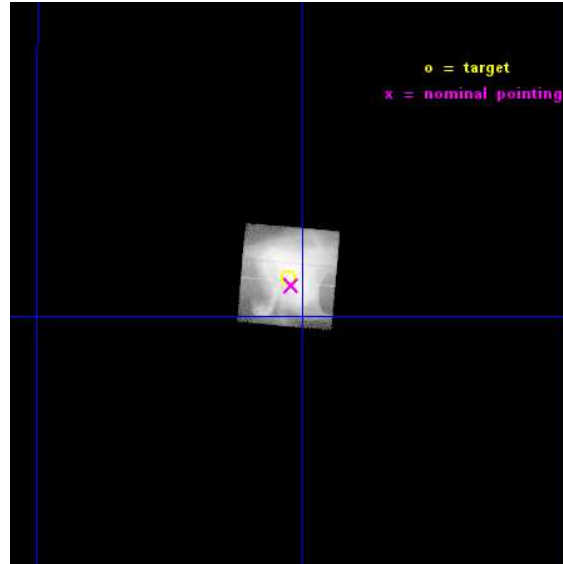 o = target
x = nominal pointing